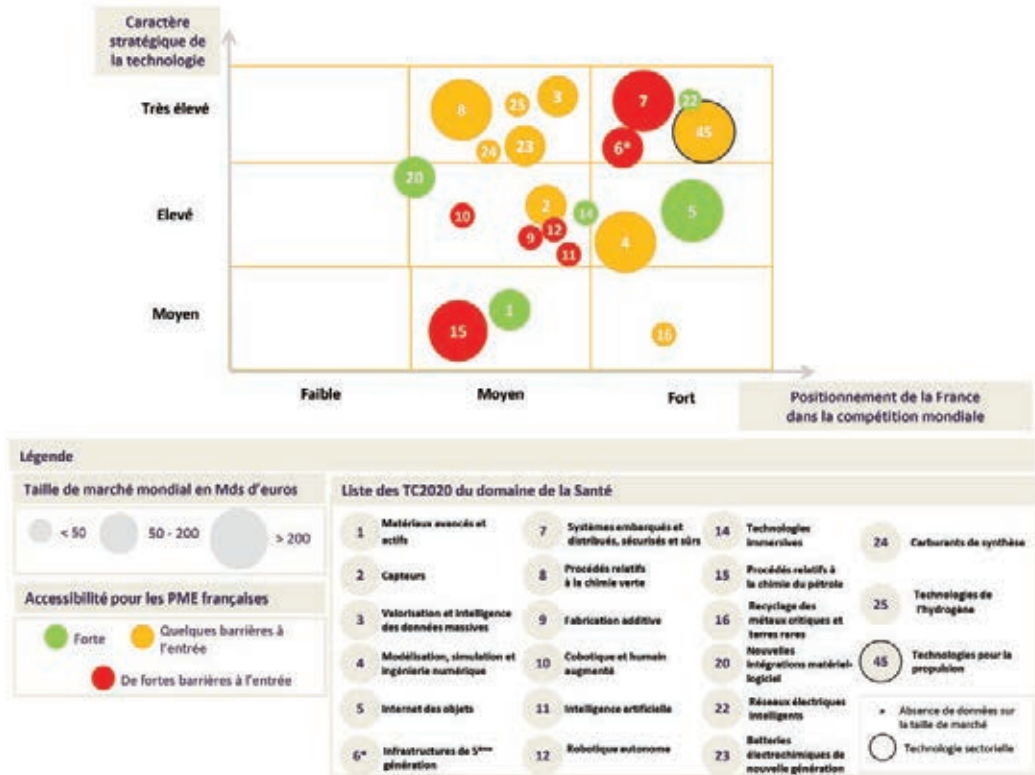 Caractère
stratégique de
la technologie
Très élevé
8
25
3
7
22
45
24
23
6*
20
Elevé
10
2
14
5
9
12
11
4
Moyen
15
1
16
Faible
Moyen
Fort
Positionnement de la France
dans la compétition mondiale
Légende
Taille de marché mondial en Mds d'euros
< 50
50 - 200
> 200
Accessibilité pour les PME françaises
Forte
Quelques barrières à
l'entrée
De fortes barrières à l'entrée
Liste des TC2020 du domaine de la Santé
1 Matériaux avancés et
actifs
2 Capteurs
3 Valorisation et intelligence
des données massives
4 Modélisation, simulation et
ingénierie numérique
5 Internet des objets
6* Infrastructures de 5ème
génération
7 Systèmes embarqués et
distribués, sécurisés et sûrs
8 Procédés relatifs
à la chimie verte
9 Fabrication additive
10 Cobotique et humain
augmenté
11 Intelligence artificielle
12 Robotique autonome
14 Technologies
immersives
15 Procédés relatifs à
la chimie du pétrole
16 Recyclage des
métaux critiques et
terres rares
20 Nouvelles
intégrations matériel-
logiciel
22 Réseaux électriques
intelligents
23 Batteries
électrochimiques de
nouvelle génération
24 Carburants de synthèse
25 Technologies de
l'hydrogène
45 Technologies pour la
propulsion
* Absence de données sur
la taille de marché
Technologie sectorielle